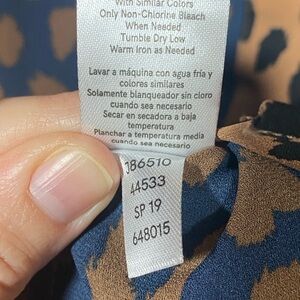 With Similar Colors
Only Non-Chlorine Bleach
When Needed
Tumble Dry Low
Warm Iron as Needed
Lavar a máquina con agua fría y
colores similares
Solamente blanqueador sin cloro
cuando sea necesario
Secar en secadora a baja
temperatura
Planchar a temperatura media
cuando sea necesario
086510
44533
SP 19
648015